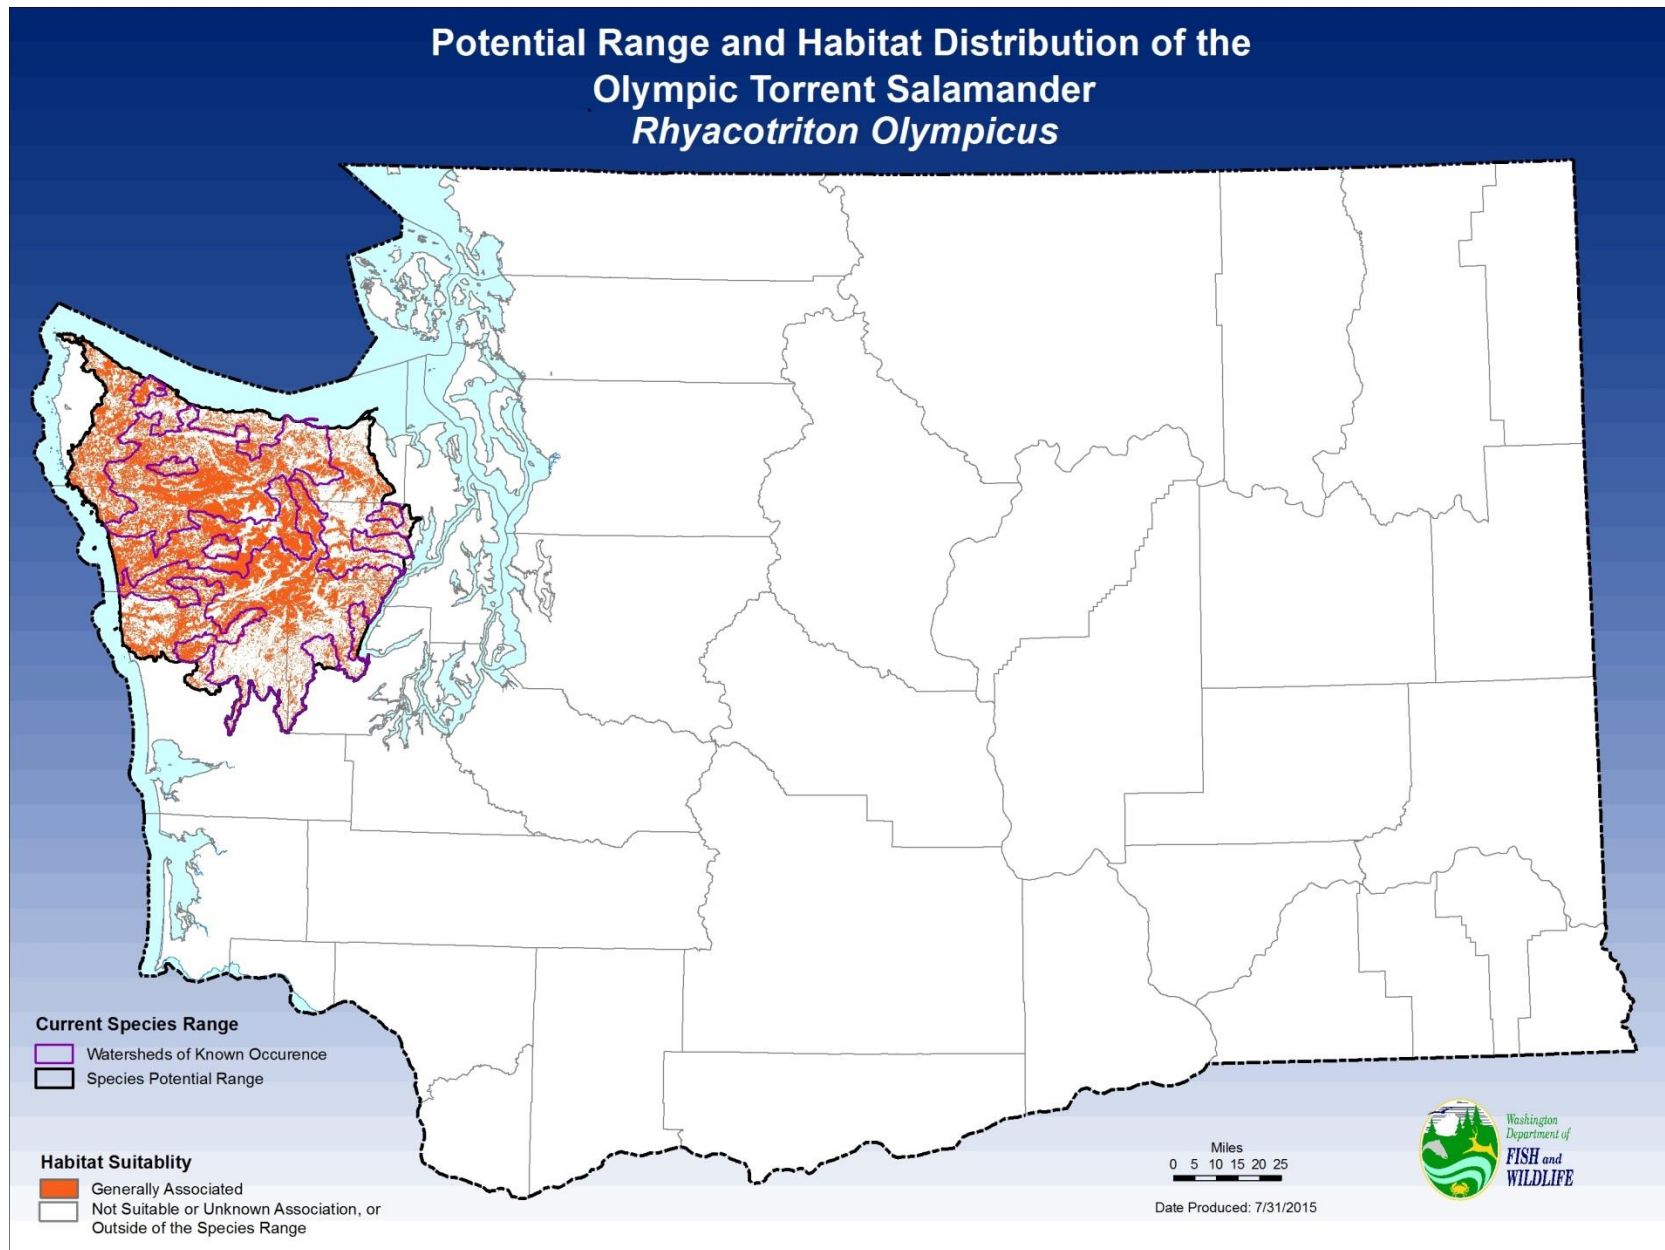 Potential Range and Habitat Distribution of the
Olympic Torrent Salamander
Rhyacotriton Olympicus
Current Species Range
Watersheds of Known Occurence
Species Potential Range
Habitat Suitablity
Generally Associated
Not Suitable or Unknown Association, or
Outside of the Species Range
Miles
0 5 10 15 20 25
Date Produced: 7/31/2015
Washington
Department of
FISH and
WILDLIFE